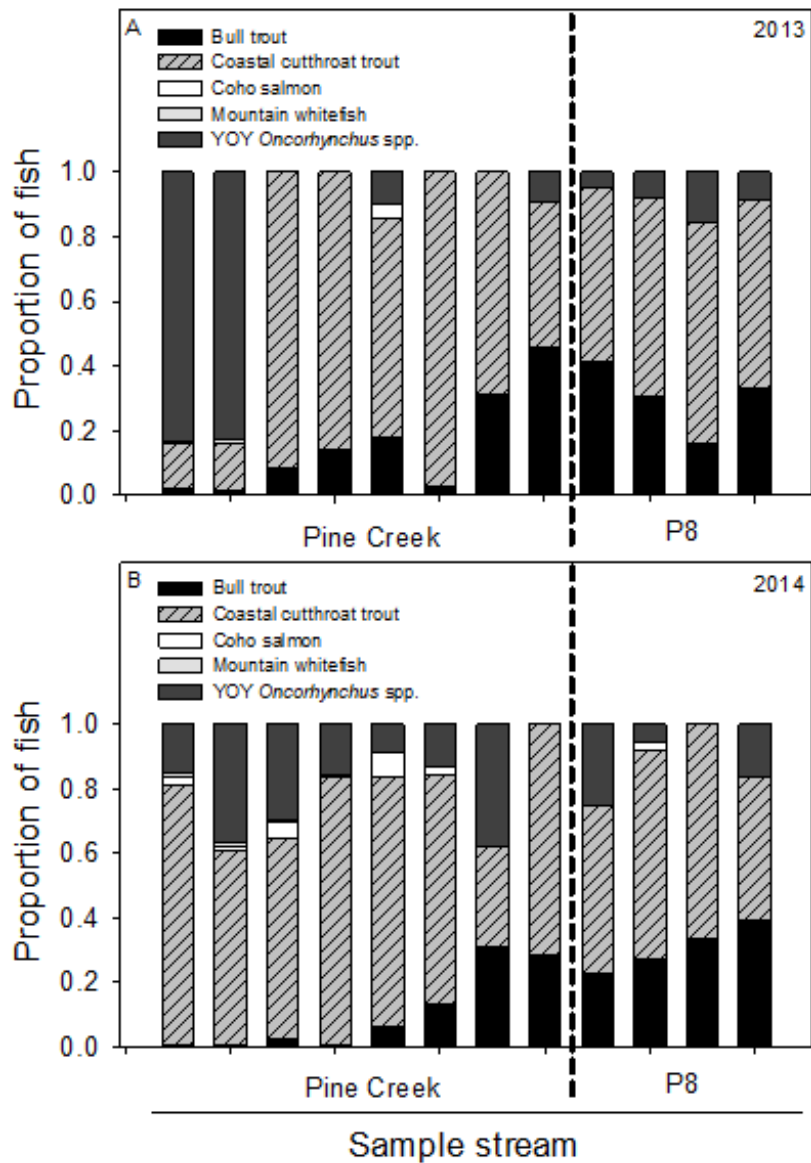 A
2013
Bull trout
Coastal cutthroat trout
Coho salmon
Mountain whitefish
YOY Oncorhynchus spp.
Proportion of fish
1.0
0.8
0.6
0.4
0.2
0.0
Pine Creek
P8
B
2014
Bull trout
Coastal cutthroat trout
Coho salmon
Mountain whitefish
YOY Oncorhynchus spp.
Proportion of fish
1.0
0.8
0.6
0.4
0.2
0.0
Pine Creek
P8
Sample stream